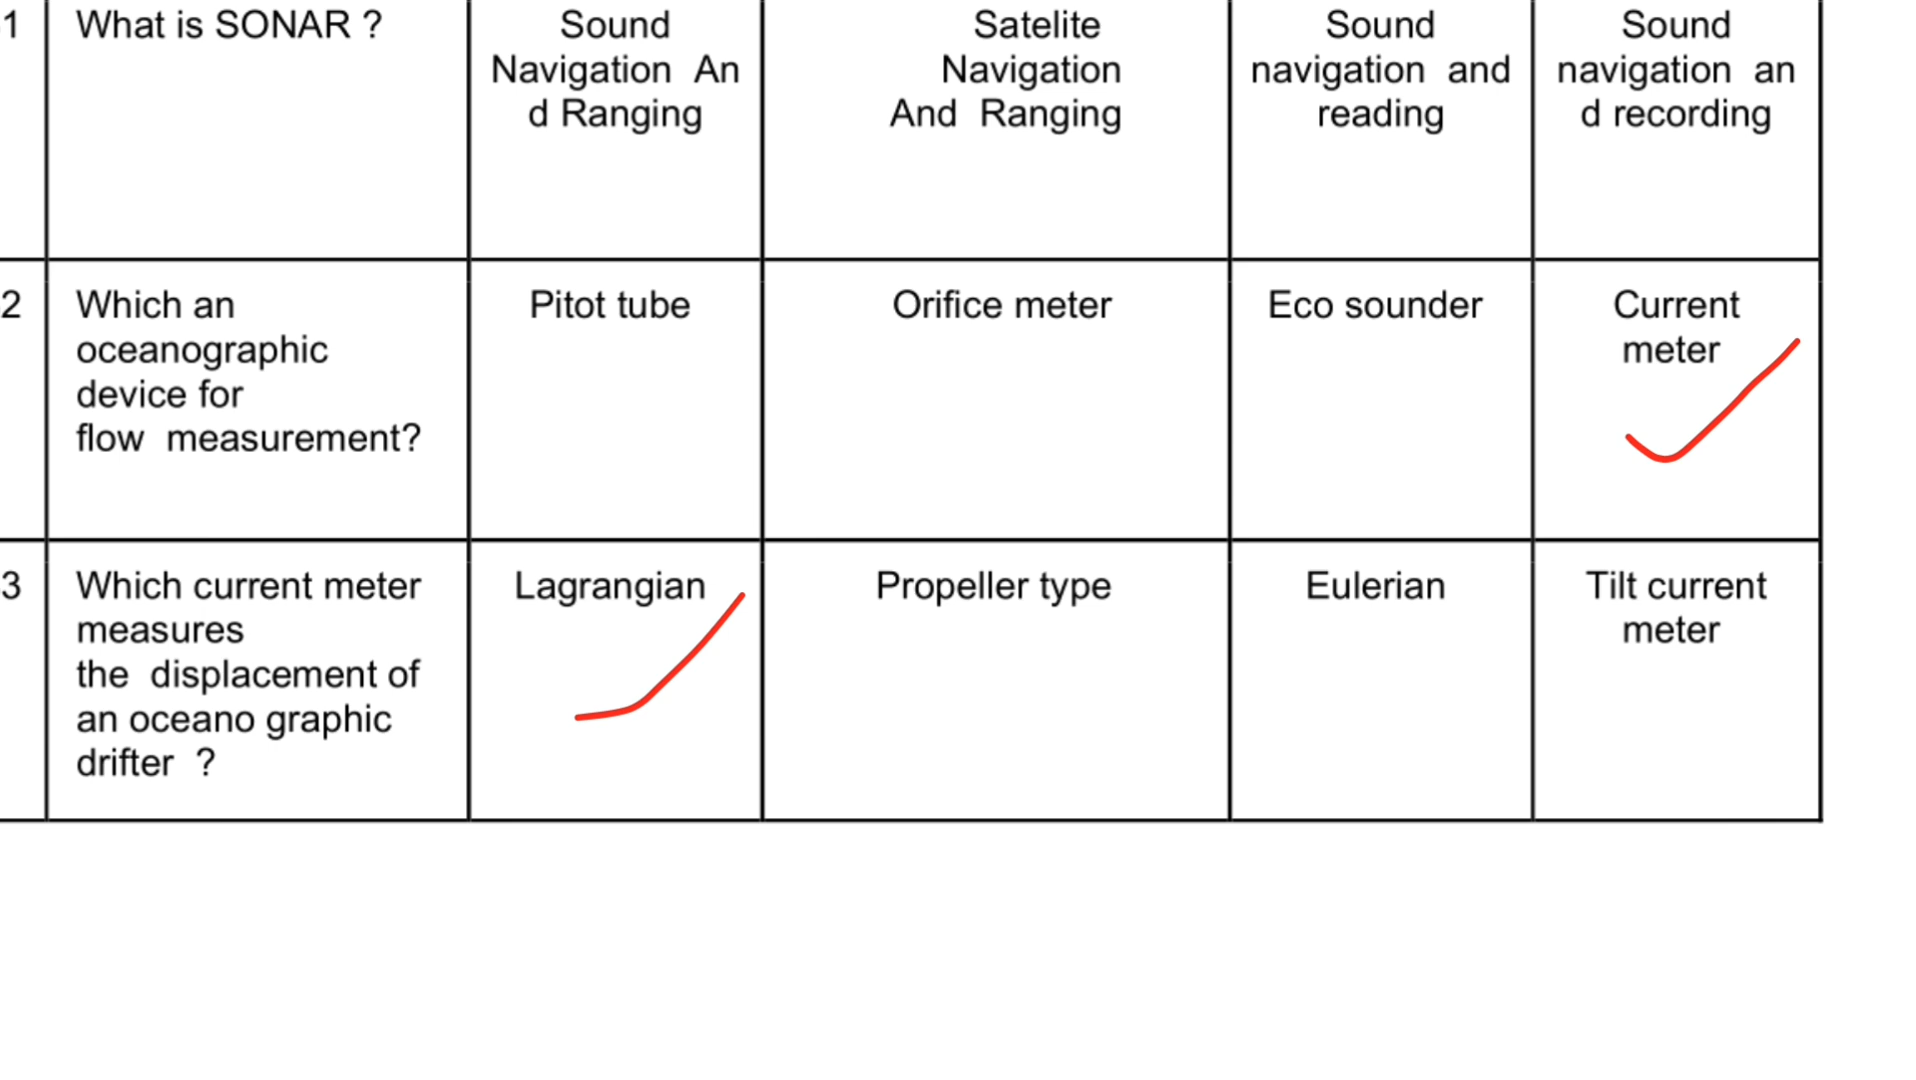 1 What is SONAR ? Sound Satelite Sound Sound
Navigation An Navigation navigation and navigation an
d Ranging And Ranging reading d recording
2 Which an Pitot tube Orifice meter Eco sounder Current
oceanographic meter
device for
flow measurement?
3 Which current meter Lagrangian Propeller type Eulerian Tilt current
measures meter
the displacement of
an oceano graphic
drifter ?